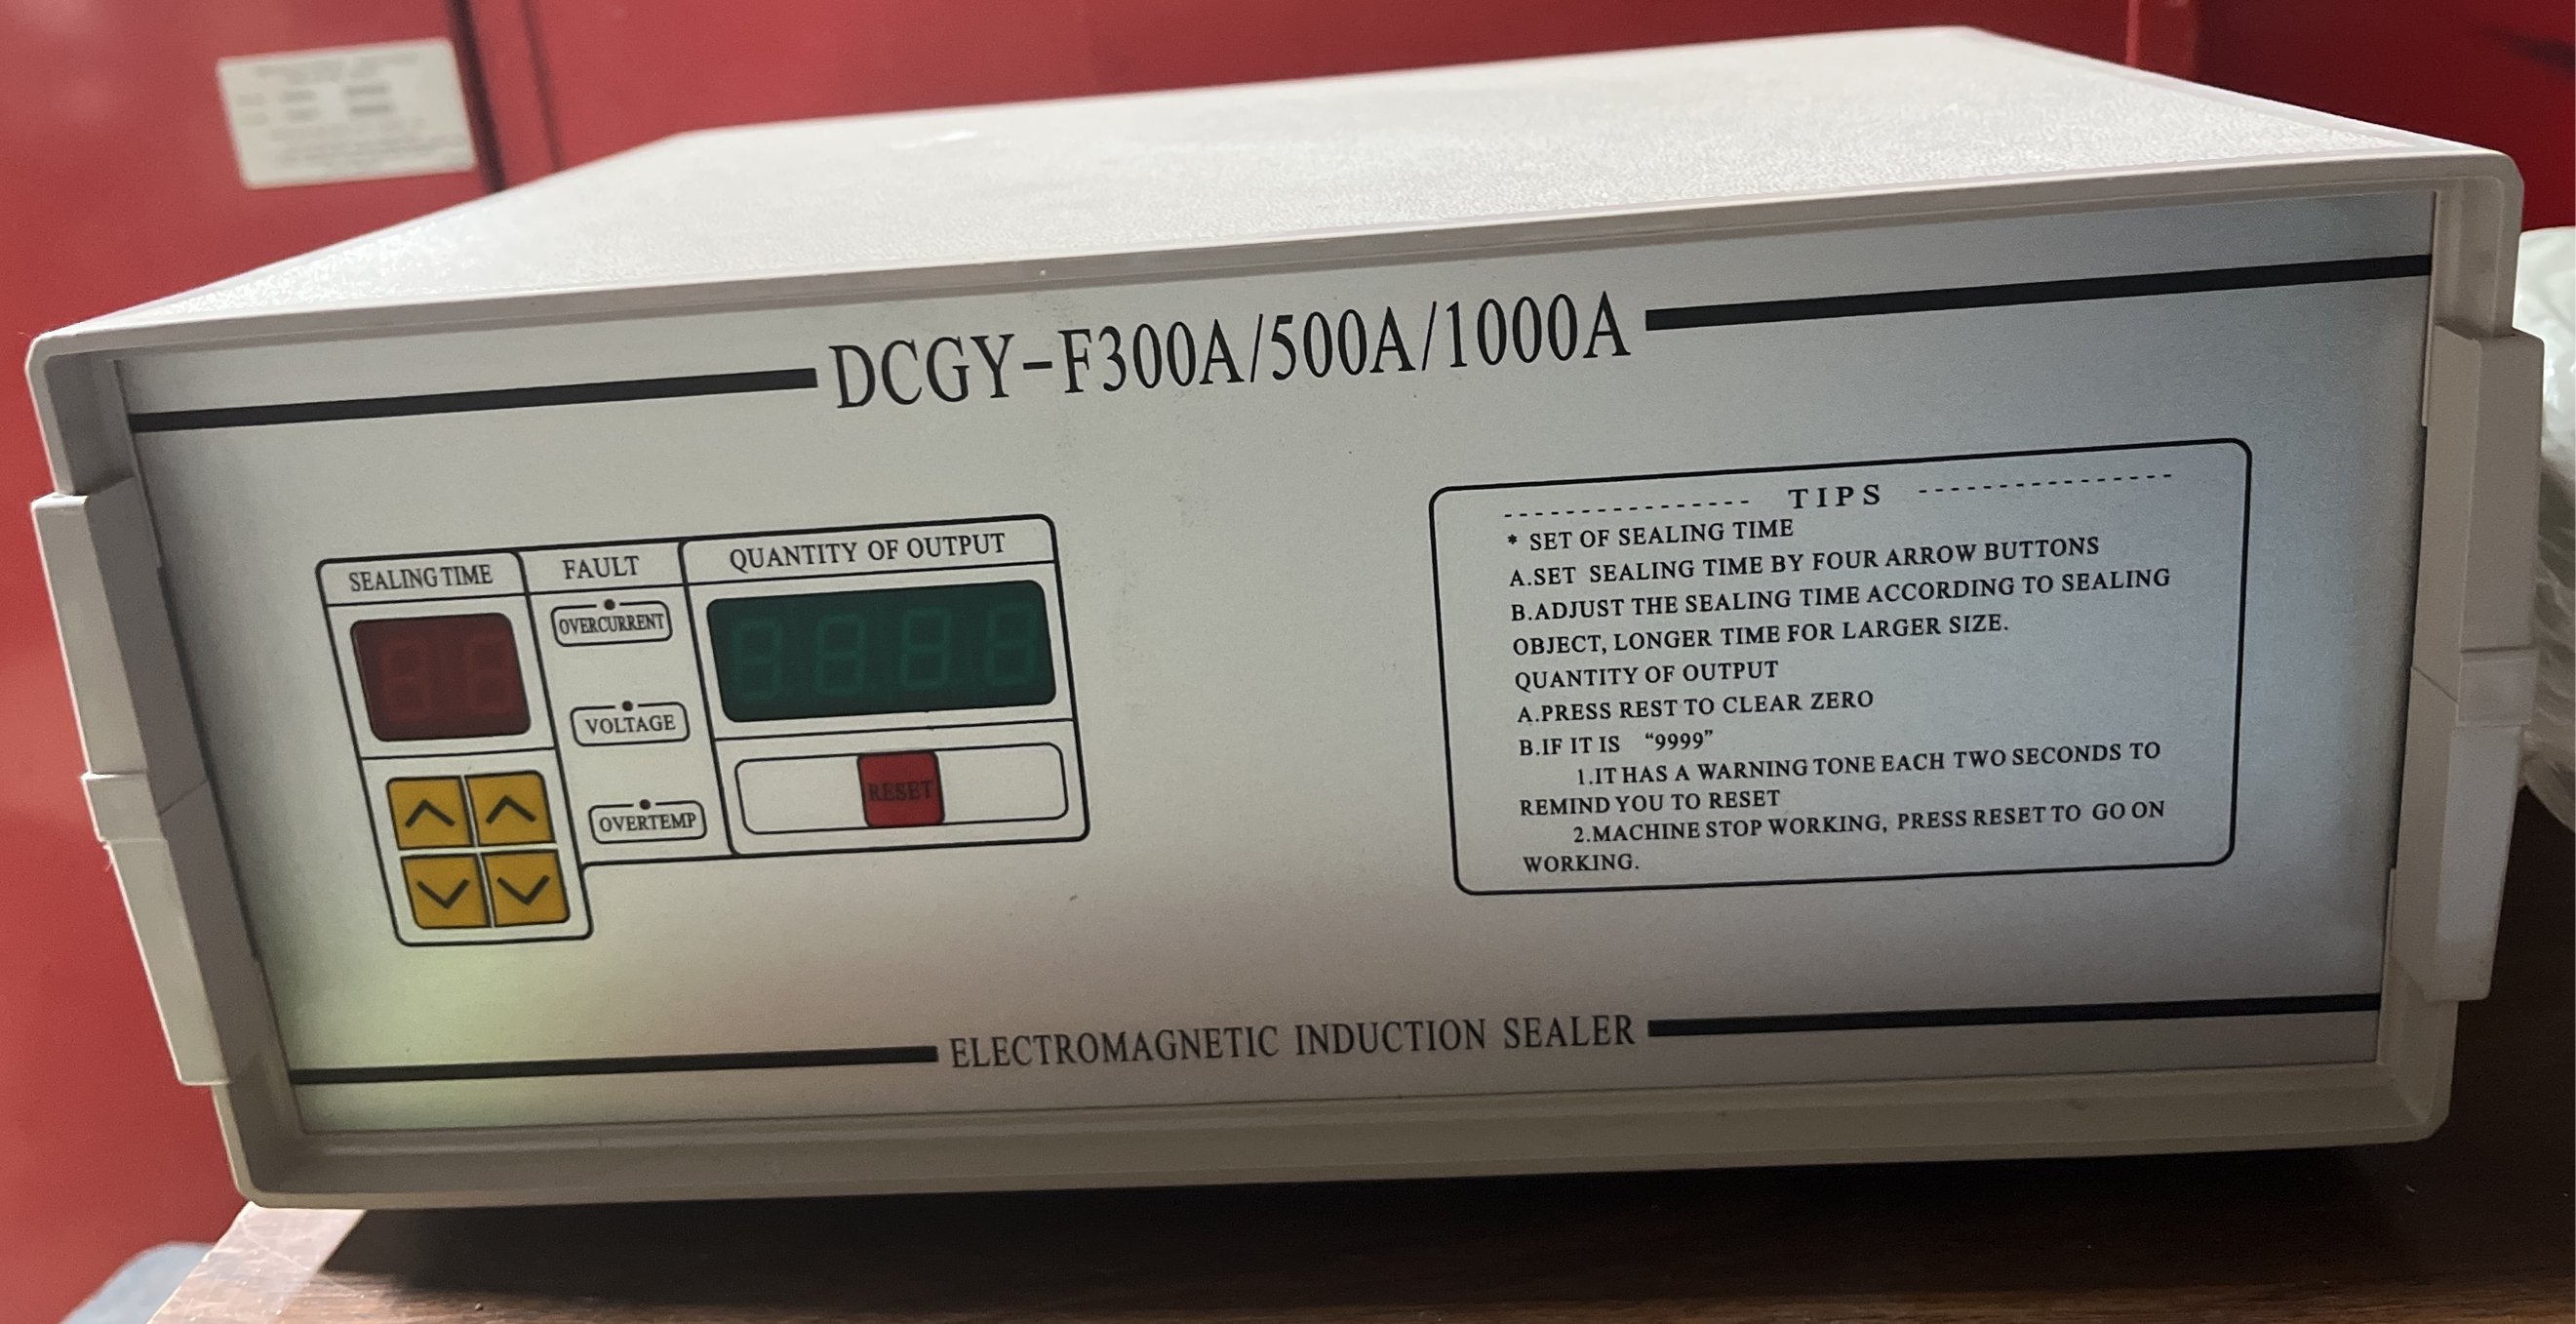 DCGY-F300A/500A/1000A
SEALING TIME
FAULT
QUANTITY OF OUTPUT
OVERCURRENT
VOLTAGE
OVERTEMP
RESET
TIPS
* SET OF SEALING TIME
A.SET SEALING TIME BY FOUR ARROW BUTTONS
B.ADJUST THE SEALING TIME ACCORDING TO SEALING
OBJECT, LONGER TIME FOR LARGER SIZE.
QUANTITY OF OUTPUT
A.PRESS REST TO CLEAR ZERO
B.IF IT IS “9999”
1.IT HAS A WARNING TONE EACH TWO SECONDS TO
REMIND YOU TO RESET
2.MACHINE STOP WORKING, PRESS RESET TO GO ON
WORKING.
ELECTROMAGNETIC INDUCTION SEALER